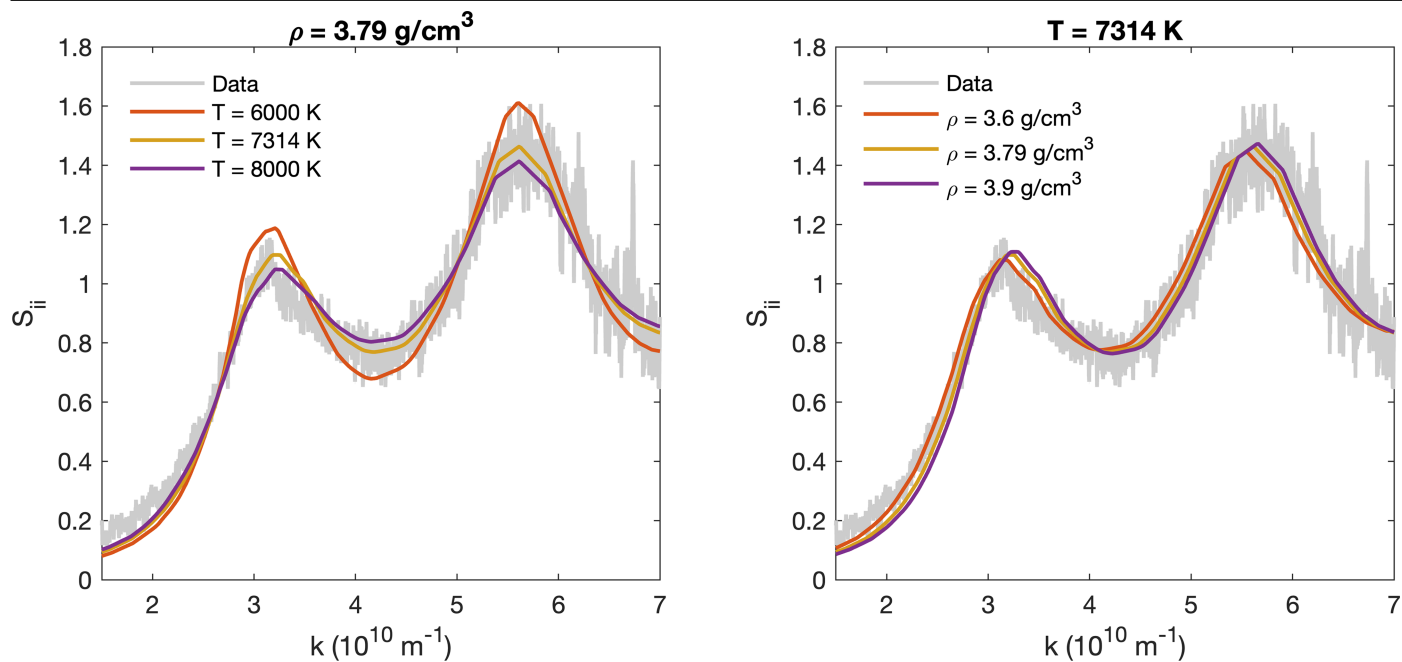 ρ = 3.79 g/cm³
1.8
1.6
1.4
1.2
1
0.8
0.6
0.4
0.2
0
S_ii
Data
T = 6000 K
T = 7314 K
T = 8000 K
2 3 4 5 6 7
k (10¹⁰ m⁻¹)
T = 7314 K
1.8
1.6
1.4
1.2
1
0.8
0.6
0.4
0.2
0
S_ii
Data
ρ = 3.6 g/cm³
ρ = 3.79 g/cm³
ρ = 3.9 g/cm³
2 3 4 5 6 7
k (10¹⁰ m⁻¹)